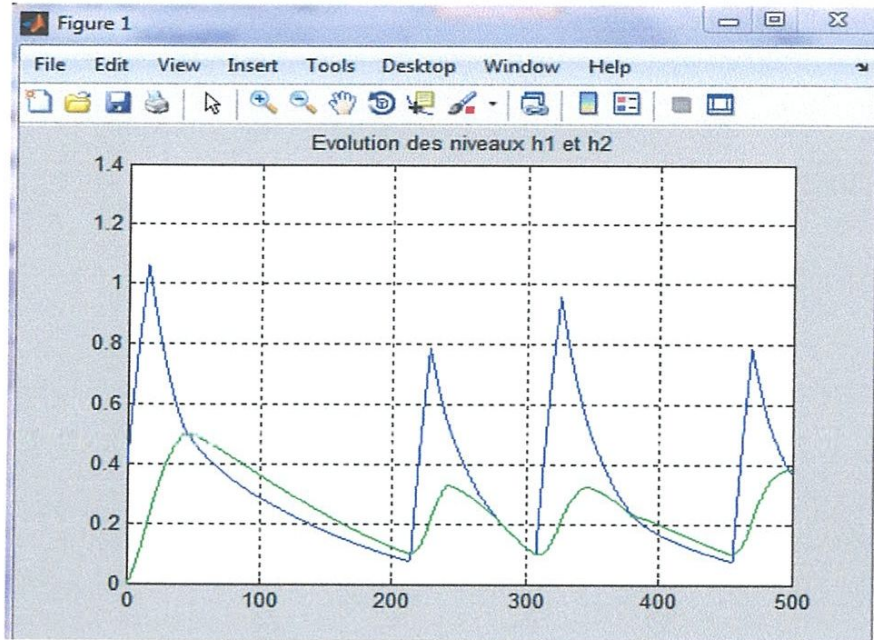 Figure 1
File Edit View Insert Tools Desktop Window Help
Evolution des niveaux h1 et h2
1.4
1.2
1
0.8
0.6
0.4
0.2
0
0 100 200 300 400 500